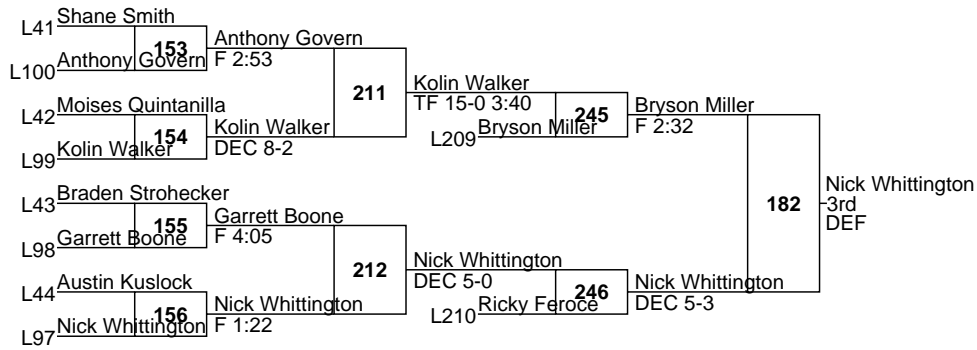 Shane Smith
L41
153
Anthony Govern
F 2:53
Anthony Govern
L100
211
Kolin Walker
TF 15-0 3:40
Moises Quintanilla
L42
154
Kolin Walker
DEC 8-2
Kolin Walker
L99
245
Bryson Miller
F 2:32
Bryson Miller
L209
Braden Strohecker
L43
155
Garrett Boone
F 4:05
Garrett Boone
L98
182
Nick Whittington
3rd
DEF
212
Nick Whittington
DEC 5-0
Austin Kuslock
L44
156
Nick Whittington
F 1:22
Nick Whittington
L97
246
Nick Whittington
DEC 5-3
Ricky Feroce
L210